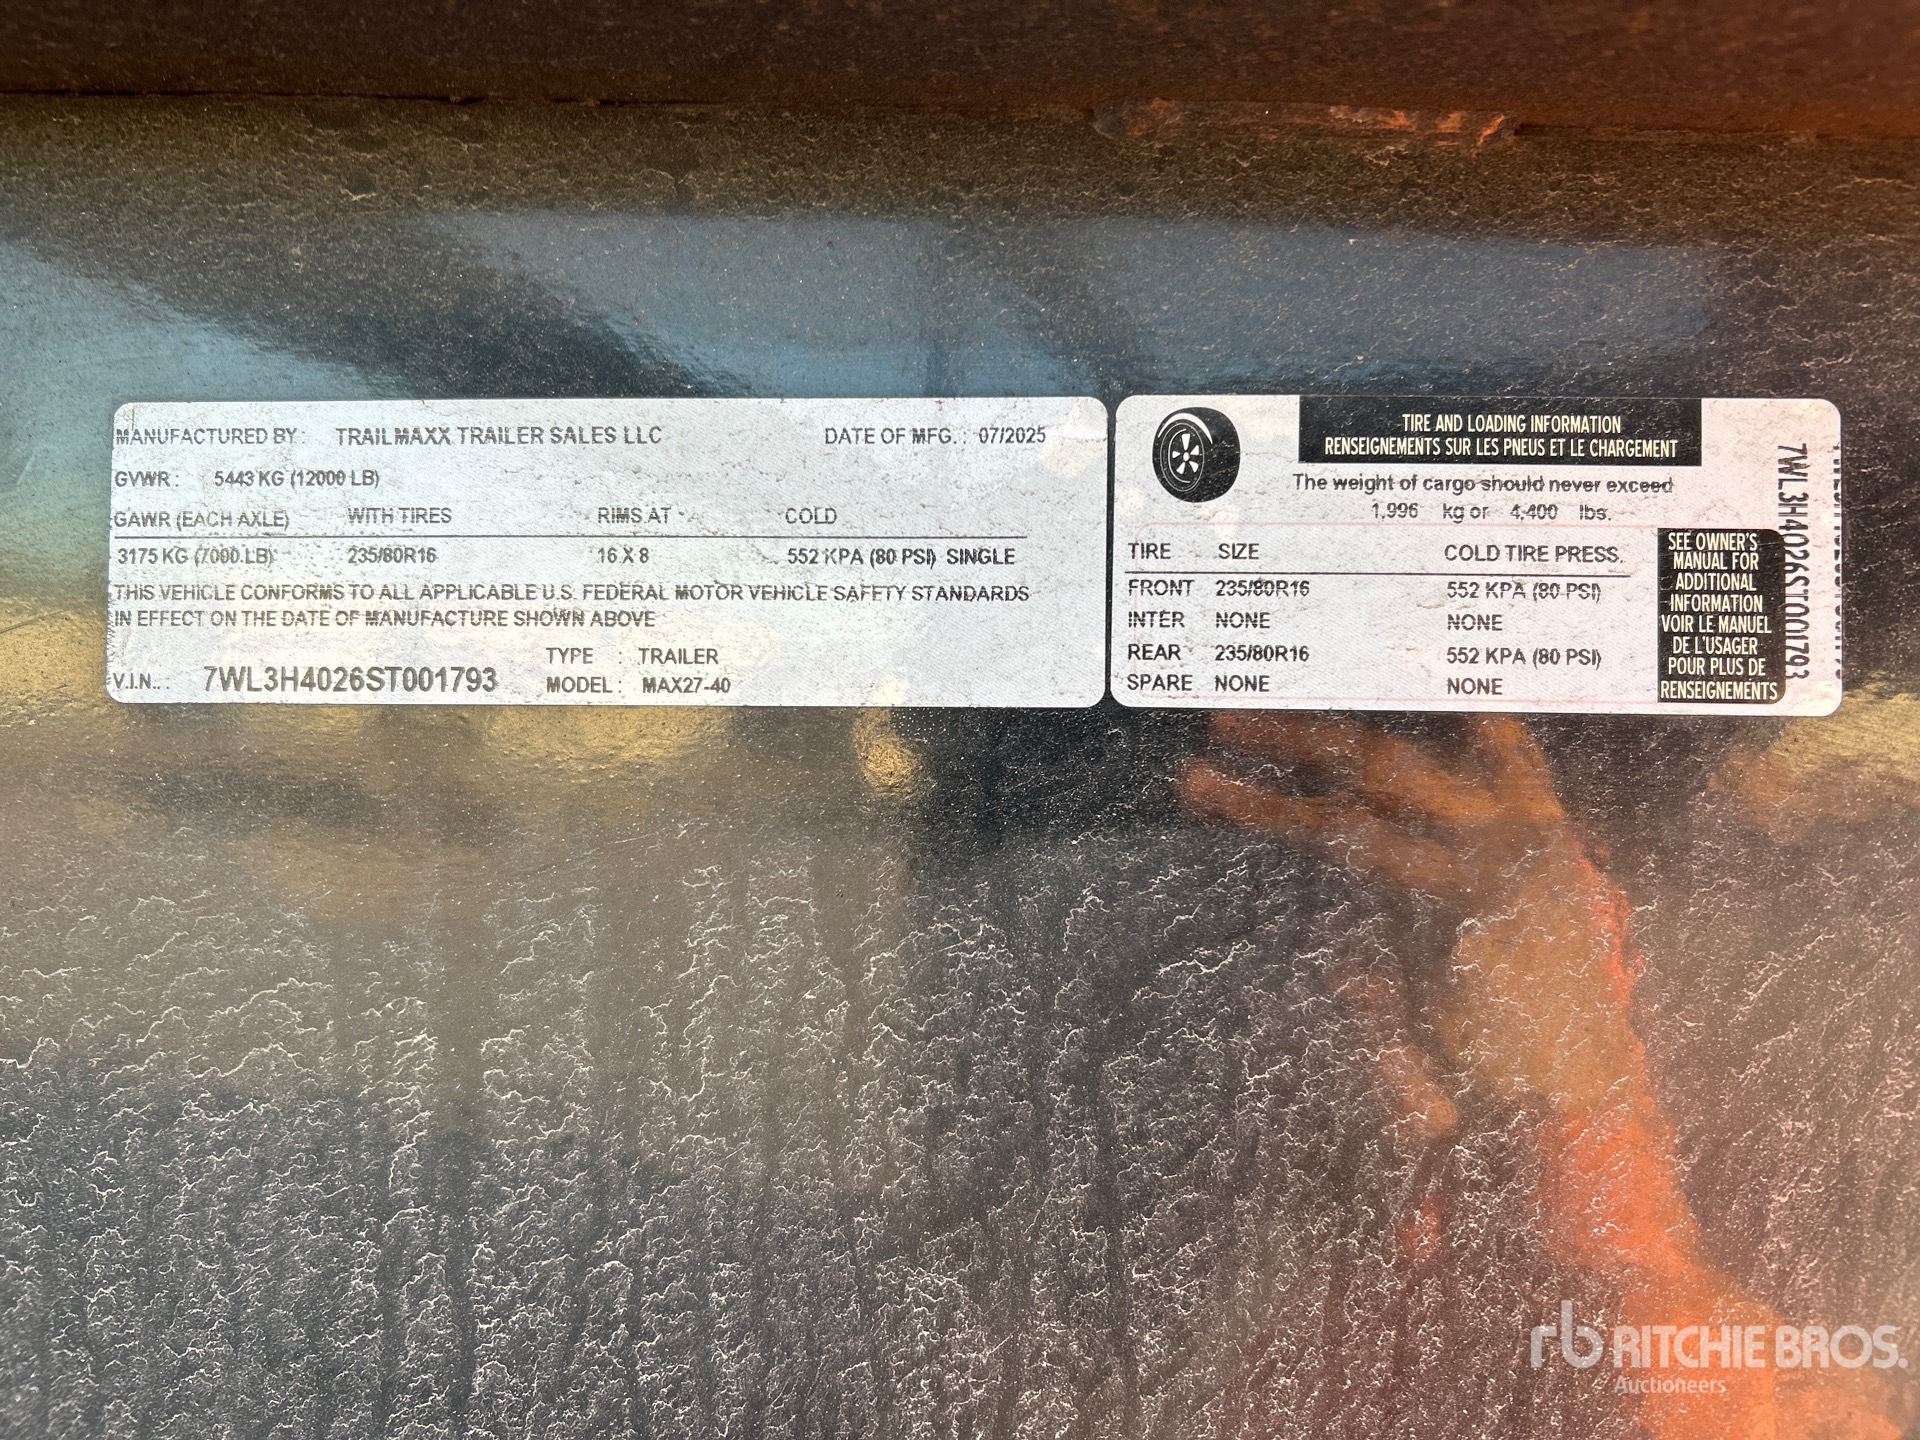 MANUFACTURED BY : TRAILMAXX TRAILER SALES LLC DATE OF MFG. : 07/2025
GVWR : 5443 KG (12000 LB)
GAWR (EACH AXLE) WITH TIRES RIMS AT COLD
3175 KG (7000 LB) 235/80R16 16 X 8 552 KPA (80 PSI) SINGLE
THIS VEHICLE CONFORMS TO ALL APPLICABLE U.S. FEDERAL MOTOR VEHICLE SAFETY STANDARDS
IN EFFECT ON THE DATE OF MANUFACTURE SHOWN ABOVE
TYPE : TRAILER
V.I.N.. : 7WL3H4026ST001793
MODEL : MAX27-40
TIRE AND LOADING INFORMATION
RENSEIGNEMENTS SUR LES PNEUS ET LE CHARGEMENT
The weight of cargo should never exceed
1,996 kg or 4,400 lbs.
TIRE SIZE COLD TIRE PRESS.
FRONT 235/80R16 552 KPA (80 PSI)
INTER NONE NONE
REAR 235/80R16 552 KPA (80 PSI)
SPARE NONE NONE
SEE OWNER'S
MANUAL FOR
ADDITIONAL
INFORMATION
VOIR LE MANUEL
DE L'USAGER
POUR PLUS DE
RENSEIGNEMENTS
7WL3H4026ST001793
rb RITCHIE BROS.
Auctioneers